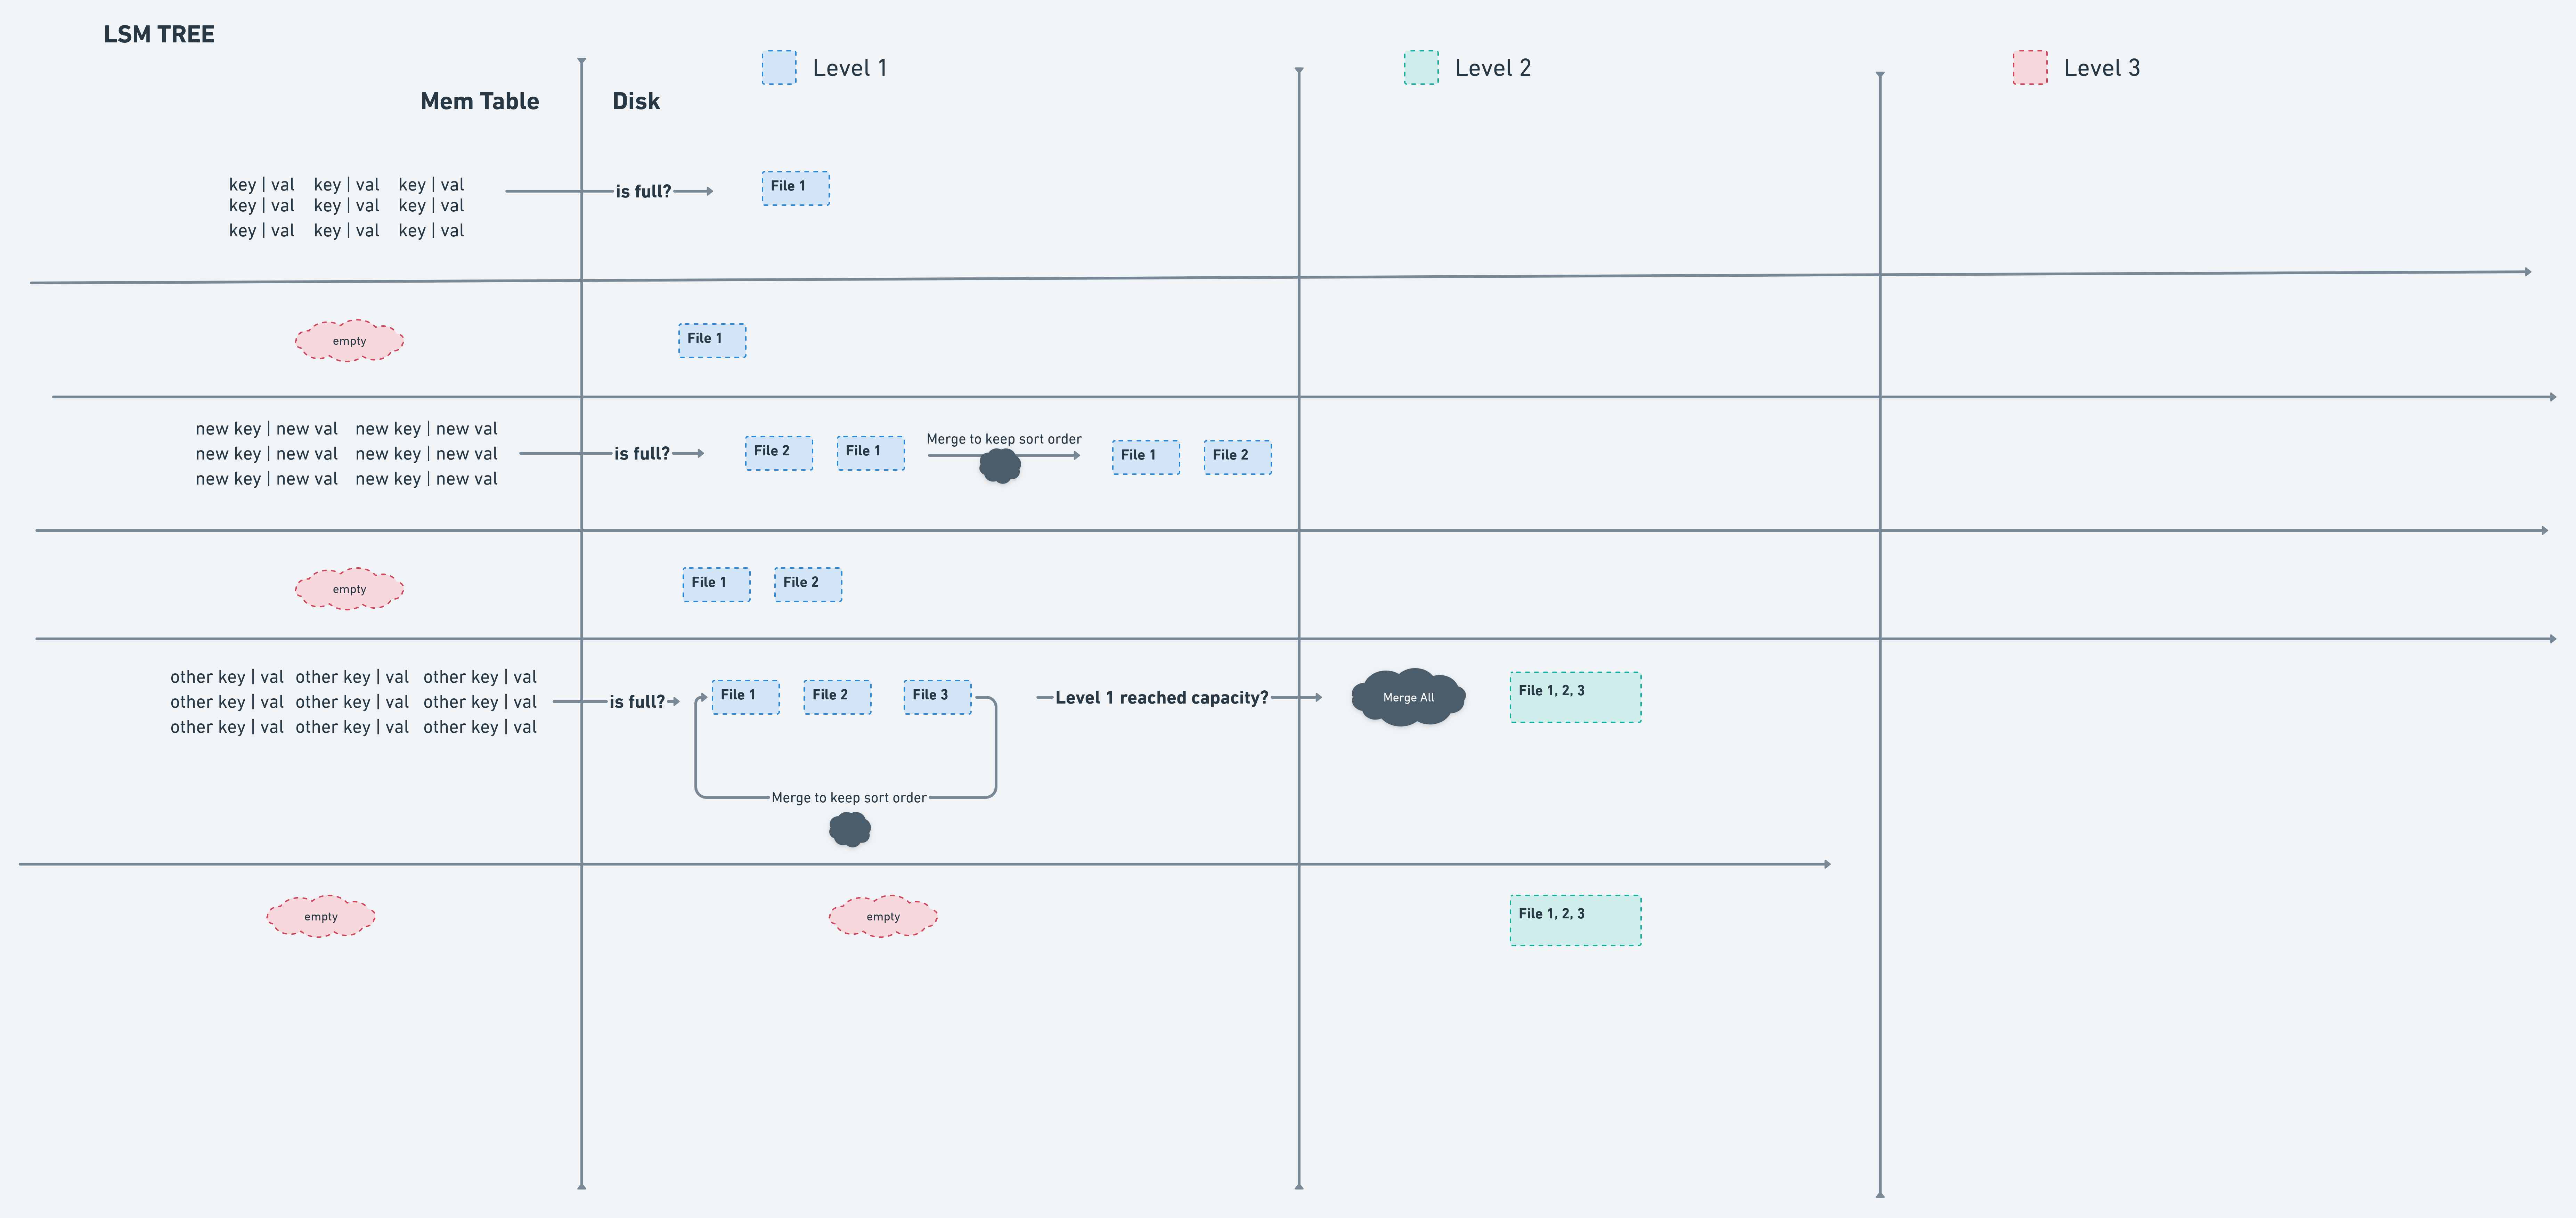 LSM TREE
Level 1
Level 2
Level 3
Mem Table
Disk
key | val key | val key | val
key | val key | val key | val
key | val key | val key | val
is full?
File 1
empty
File 1
new key | new val new key | new val
new key | new val new key | new val
new key | new val new key | new val
is full?
File 2
File 1
Merge to keep sort order
File 1
File 2
empty
File 1
File 2
other key | val other key | val other key | val
other key | val other key | val other key | val
other key | val other key | val other key | val
is full?
File 1
File 2
File 3
Merge to keep sort order
Level 1 reached capacity?
Merge All
File 1, 2, 3
empty
empty
File 1, 2, 3